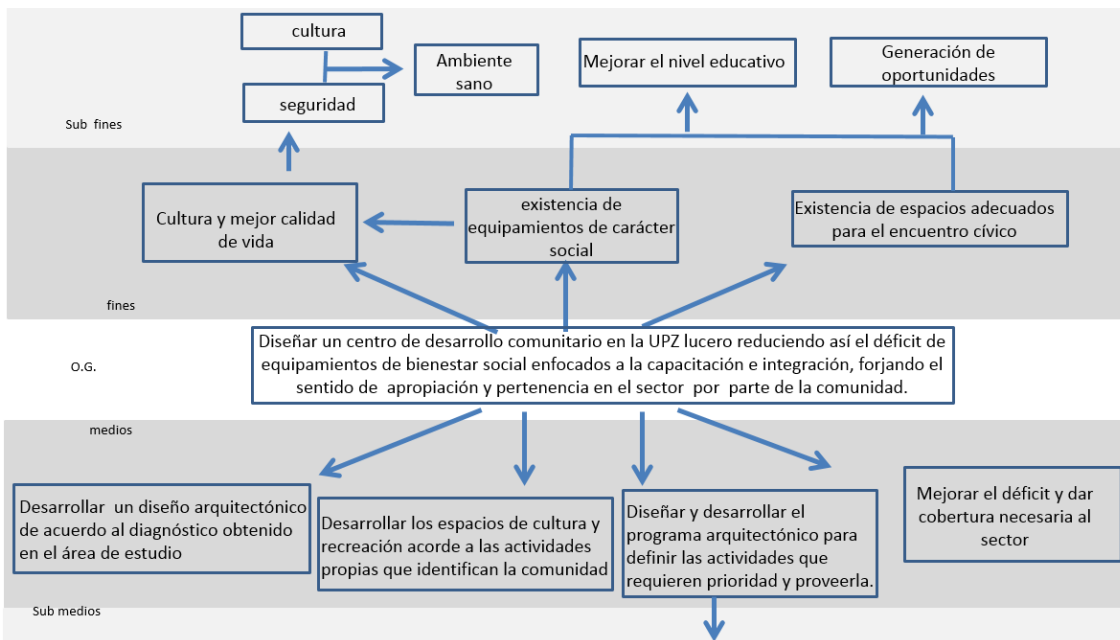 cultura
Ambiente
sano
seguridad
Mejorar el nivel educativo
Generación de
oportunidades
Sub fines
Cultura y mejor calidad
de vida
existencia de
equipamientos de carácter
social
Existencia de espacios adecuados
para el encuentro cívico
fines
O.G.
Diseñar un centro de desarrollo comunitario en la UPZ lucero reduciendo así el déficit de
equipamientos de bienestar social enfocados a la capacitación e integración, forjando el
sentido de apropiación y pertenencia en el sector por parte de la comunidad.
medios
Desarrollar un diseño arquitectónico
de acuerdo al diagnóstico obtenido
en el área de estudio
Desarrollar los espacios de cultura y
recreación acorde a las actividades
propias que identifican la comunidad
Diseñar y desarrollar el
programa arquitectónico para
definir las actividades que
requieren prioridad y proveerla.
Mejorar el déficit y dar
cobertura necesaria al
sector
Sub medios